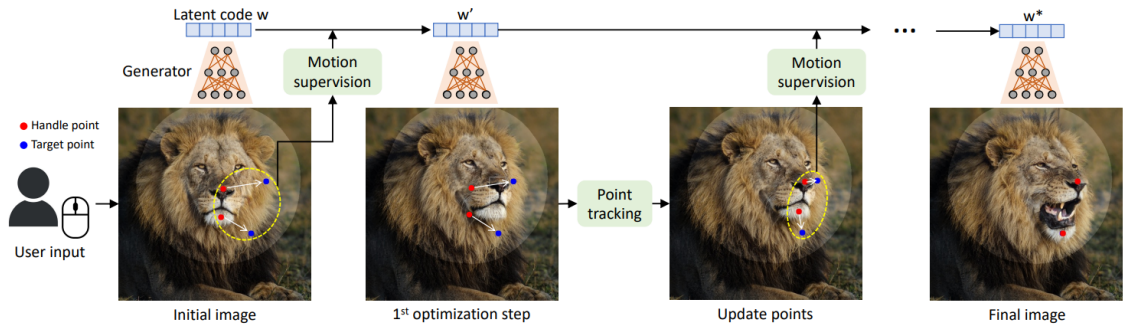 Latent code w
w'
w*
Generator
Motion
supervision
Motion
supervision
Handle point
Target point
User input
Point
tracking
Initial image
1st optimization step
Update points
Final image